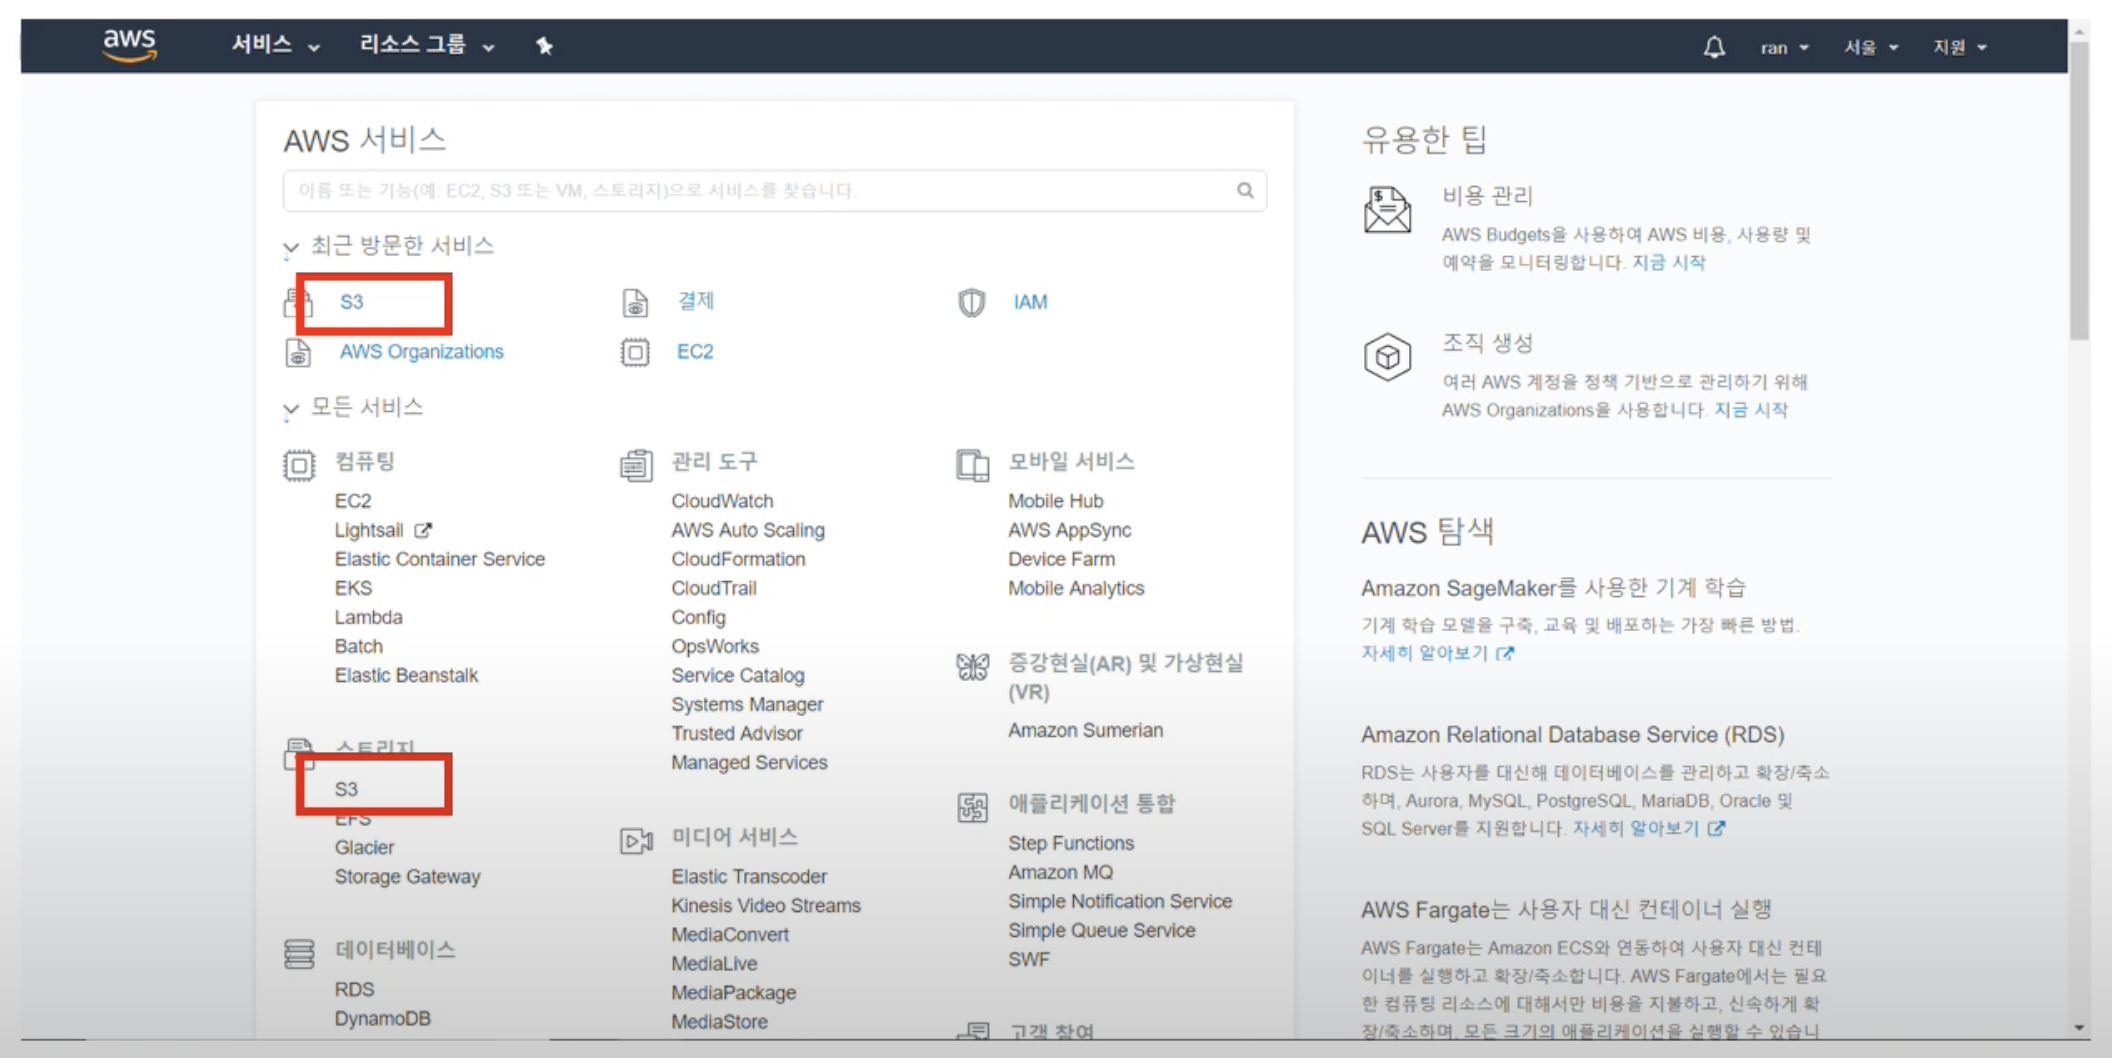 aws 서비스 리소스 그룹 ran 서울 지원
AWS 서비스
이름 또는 기능(예: EC2, S3 또는 VM, 스토리지)으로 서비스를 찾습니다.
최근 방문한 서비스
S3 결제 IAM
AWS Organizations EC2
모든 서비스
컴퓨팅
EC2
Lightsail
Elastic Container Service
EKS
Lambda
Batch
Elastic Beanstalk
스토리지
S3
EFS
Glacier
Storage Gateway
데이터베이스
RDS
DynamoDB
관리 도구
CloudWatch
AWS Auto Scaling
CloudFormation
CloudTrail
Config
OpsWorks
Service Catalog
Systems Manager
Trusted Advisor
Managed Services
미디어 서비스
Elastic Transcoder
Kinesis Video Streams
MediaConvert
MediaLive
MediaPackage
MediaStore
모바일 서비스
Mobile Hub
AWS AppSync
Device Farm
Mobile Analytics
증강현실(AR) 및 가상현실
(VR)
Amazon Sumerian
애플리케이션 통합
Step Functions
Amazon MQ
Simple Notification Service
Simple Queue Service
SWF
고객 참여
유용한 팁
비용 관리
AWS Budgets을 사용하여 AWS 비용, 사용량 및
예약을 모니터링합니다. 지금 시작
조직 생성
여러 AWS 계정을 정책 기반으로 관리하기 위해
AWS Organizations을 사용합니다. 지금 시작
AWS 탐색
Amazon SageMaker를 사용한 기계 학습
기계 학습 모델을 구축, 교육 및 배포하는 가장 빠른 방법.
자세히 알아보기
Amazon Relational Database Service (RDS)
RDS는 사용자를 대신해 데이터베이스를 관리하고 확장/축소
하며, Aurora, MySQL, PostgreSQL, MariaDB, Oracle 및
SQL Server를 지원합니다. 자세히 알아보기
AWS Fargate는 사용자 대신 컨테이너 실행
AWS Fargate는 Amazon ECS와 연동하여 사용자 대신 컨테
이너를 실행하고 확장/축소합니다. AWS Fargate에서는 필요
한 컴퓨팅 리소스에 대해서만 비용을 지불하고, 신속하게 확
장/축소하며, 모든 크기의 애플리케이션을 실행할 수 있습니